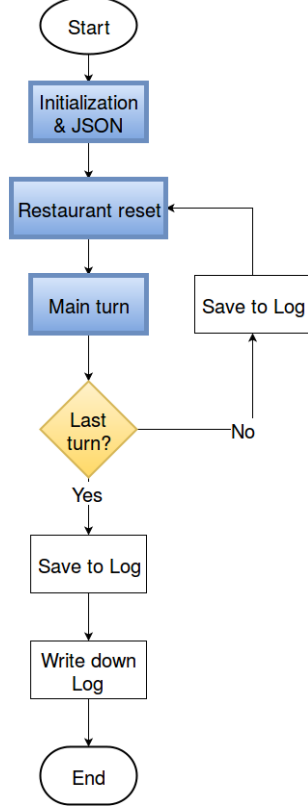 Start
Initialization
& JSON
Restaurant reset
Main turn
Save to Log
Last
turn?
No
Yes
Save to Log
Write down
Log
End